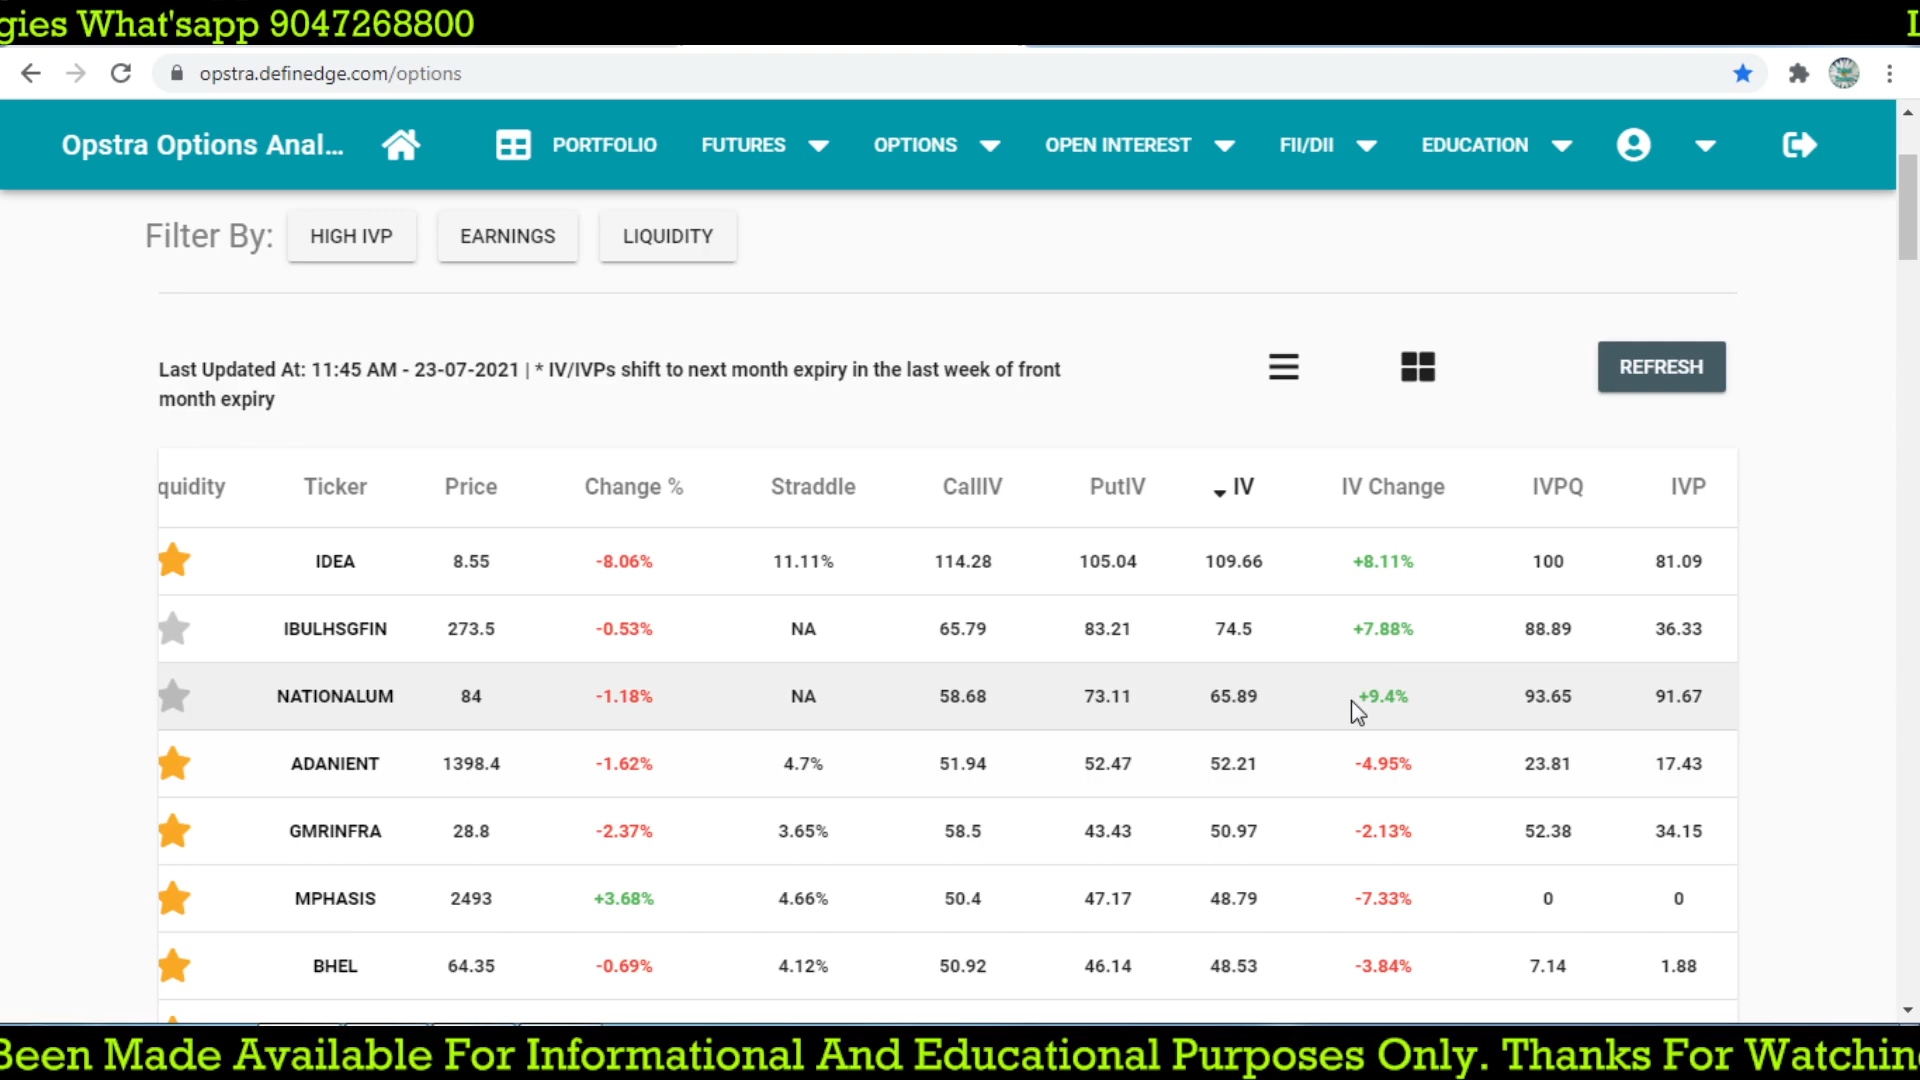 gies What'sapp 9047268800
opstra.definedge.com/options
Opstra Options Anal... PORTFOLIO FUTURES OPTIONS OPEN INTEREST FII/DII EDUCATION
Filter By: HIGH IVP EARNINGS LIQUIDITY
Last Updated At: 11:45 AM - 23-07-2021 | * IV/IVPs shift to next month expiry in the last week of front
month expiry
REFRESH
quidity Ticker Price Change % Straddle CallIV PutIV IV IV Change IVPQ IVP
IDEA 8.55 -8.06% 11.11% 114.28 105.04 109.66 +8.11% 100 81.09
IBULHSGFIN 273.5 -0.53% NA 65.79 83.21 74.5 +7.88% 88.89 36.33
NATIONALUM 84 -1.18% NA 58.68 73.11 65.89 +9.4% 93.65 91.67
ADANIENT 1398.4 -1.62% 4.7% 51.94 52.47 52.21 -4.95% 23.81 17.43
GMRINFRA 28.8 -2.37% 3.65% 58.5 43.43 50.97 -2.13% 52.38 34.15
MPHASIS 2493 +3.68% 4.66% 50.4 47.17 48.79 -7.33% 0 0
BHEL 64.35 -0.69% 4.12% 50.92 46.14 48.53 -3.84% 7.14 1.88
Been Made Available For Informational And Educational Purposes Only. Thanks For Watchin